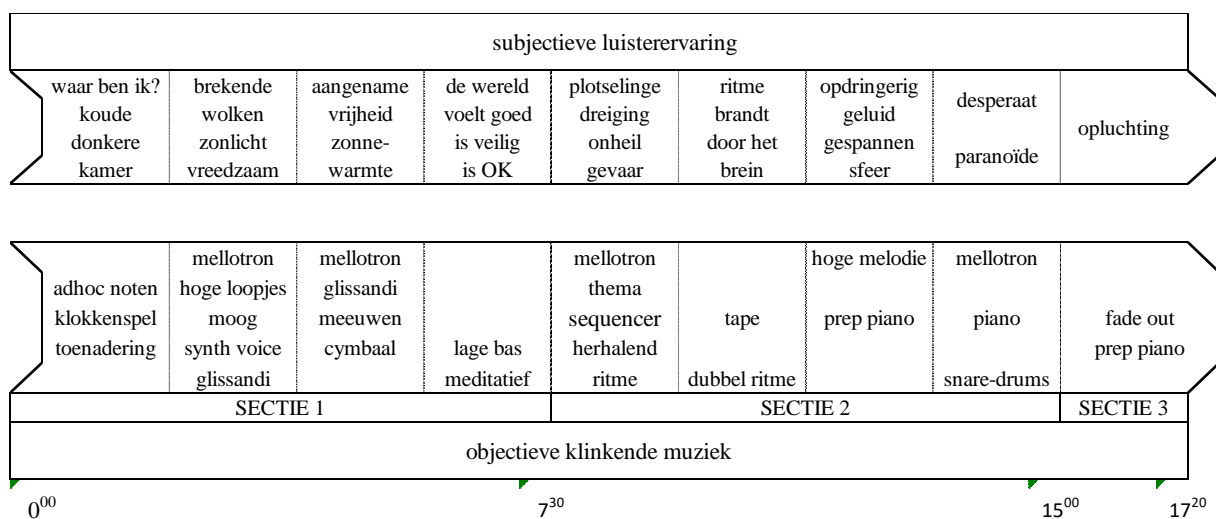 subjectieve luisterervaring
waar ben ik?
koude
donkere
kamer
brekende
wolken
zonlicht
vreedzaam
aangename
vrijheid
zonne-
warmte
de wereld
voelt goed
is veilig
is OK
plotselinge
dreiging
onheil
gevaar
ritme
brandt
door het
brein
opdringerig
geluid
gespannen
sfeer
desperaat
paranoïde
opluchting
adhoc noten
klokkenspel
toenadering
mellotron
hoge loopjes
moog
synth voice
glissandi
mellotron
glissandi
meeuwen
cymbaal
lage bas
meditatief
mellotron
thema
sequencer
herhalend
ritme
tape
dubbel ritme
hoge melodie
prep piano
mellotron
piano
snare-drums
fade out
prep piano
SECTIE 1
SECTIE 2
SECTIE 3
objectieve klinkende muziek
0⁰⁰
7³⁰
15⁰⁰
17²⁰